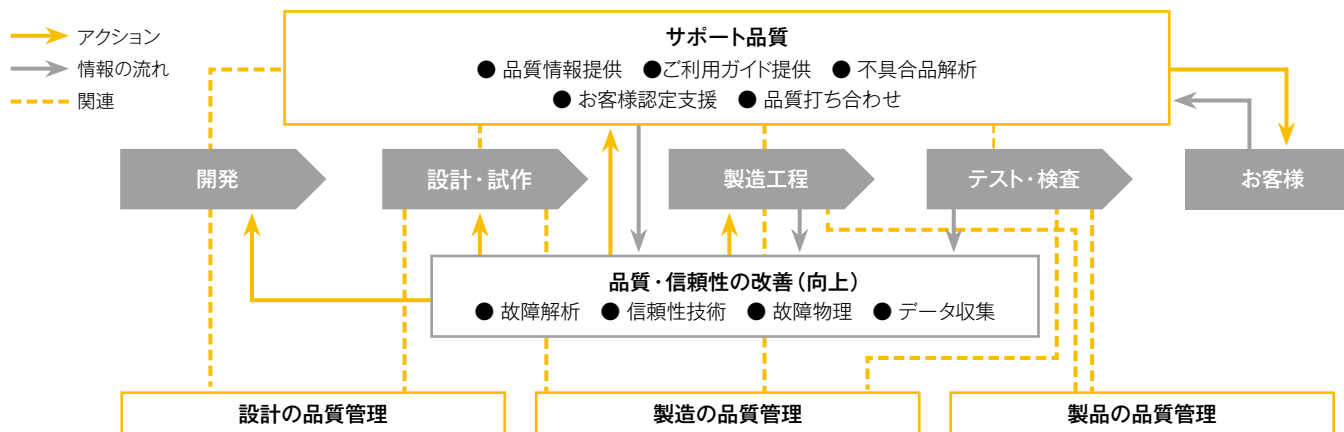 アクション
情報の流れ
関連
サポート品質
● 品質情報提供 ●ご利用ガイド提供 ● 不具合品解析
● お客様認定支援 ● 品質打ち合わせ
開発
設計・試作
製造工程
テスト・検査
お客様
品質・信頼性の改善(向上)
● 故障解析 ● 信頼性技術 ● 故障物理 ● データ収集
設計の品質管理
製造の品質管理
製品の品質管理